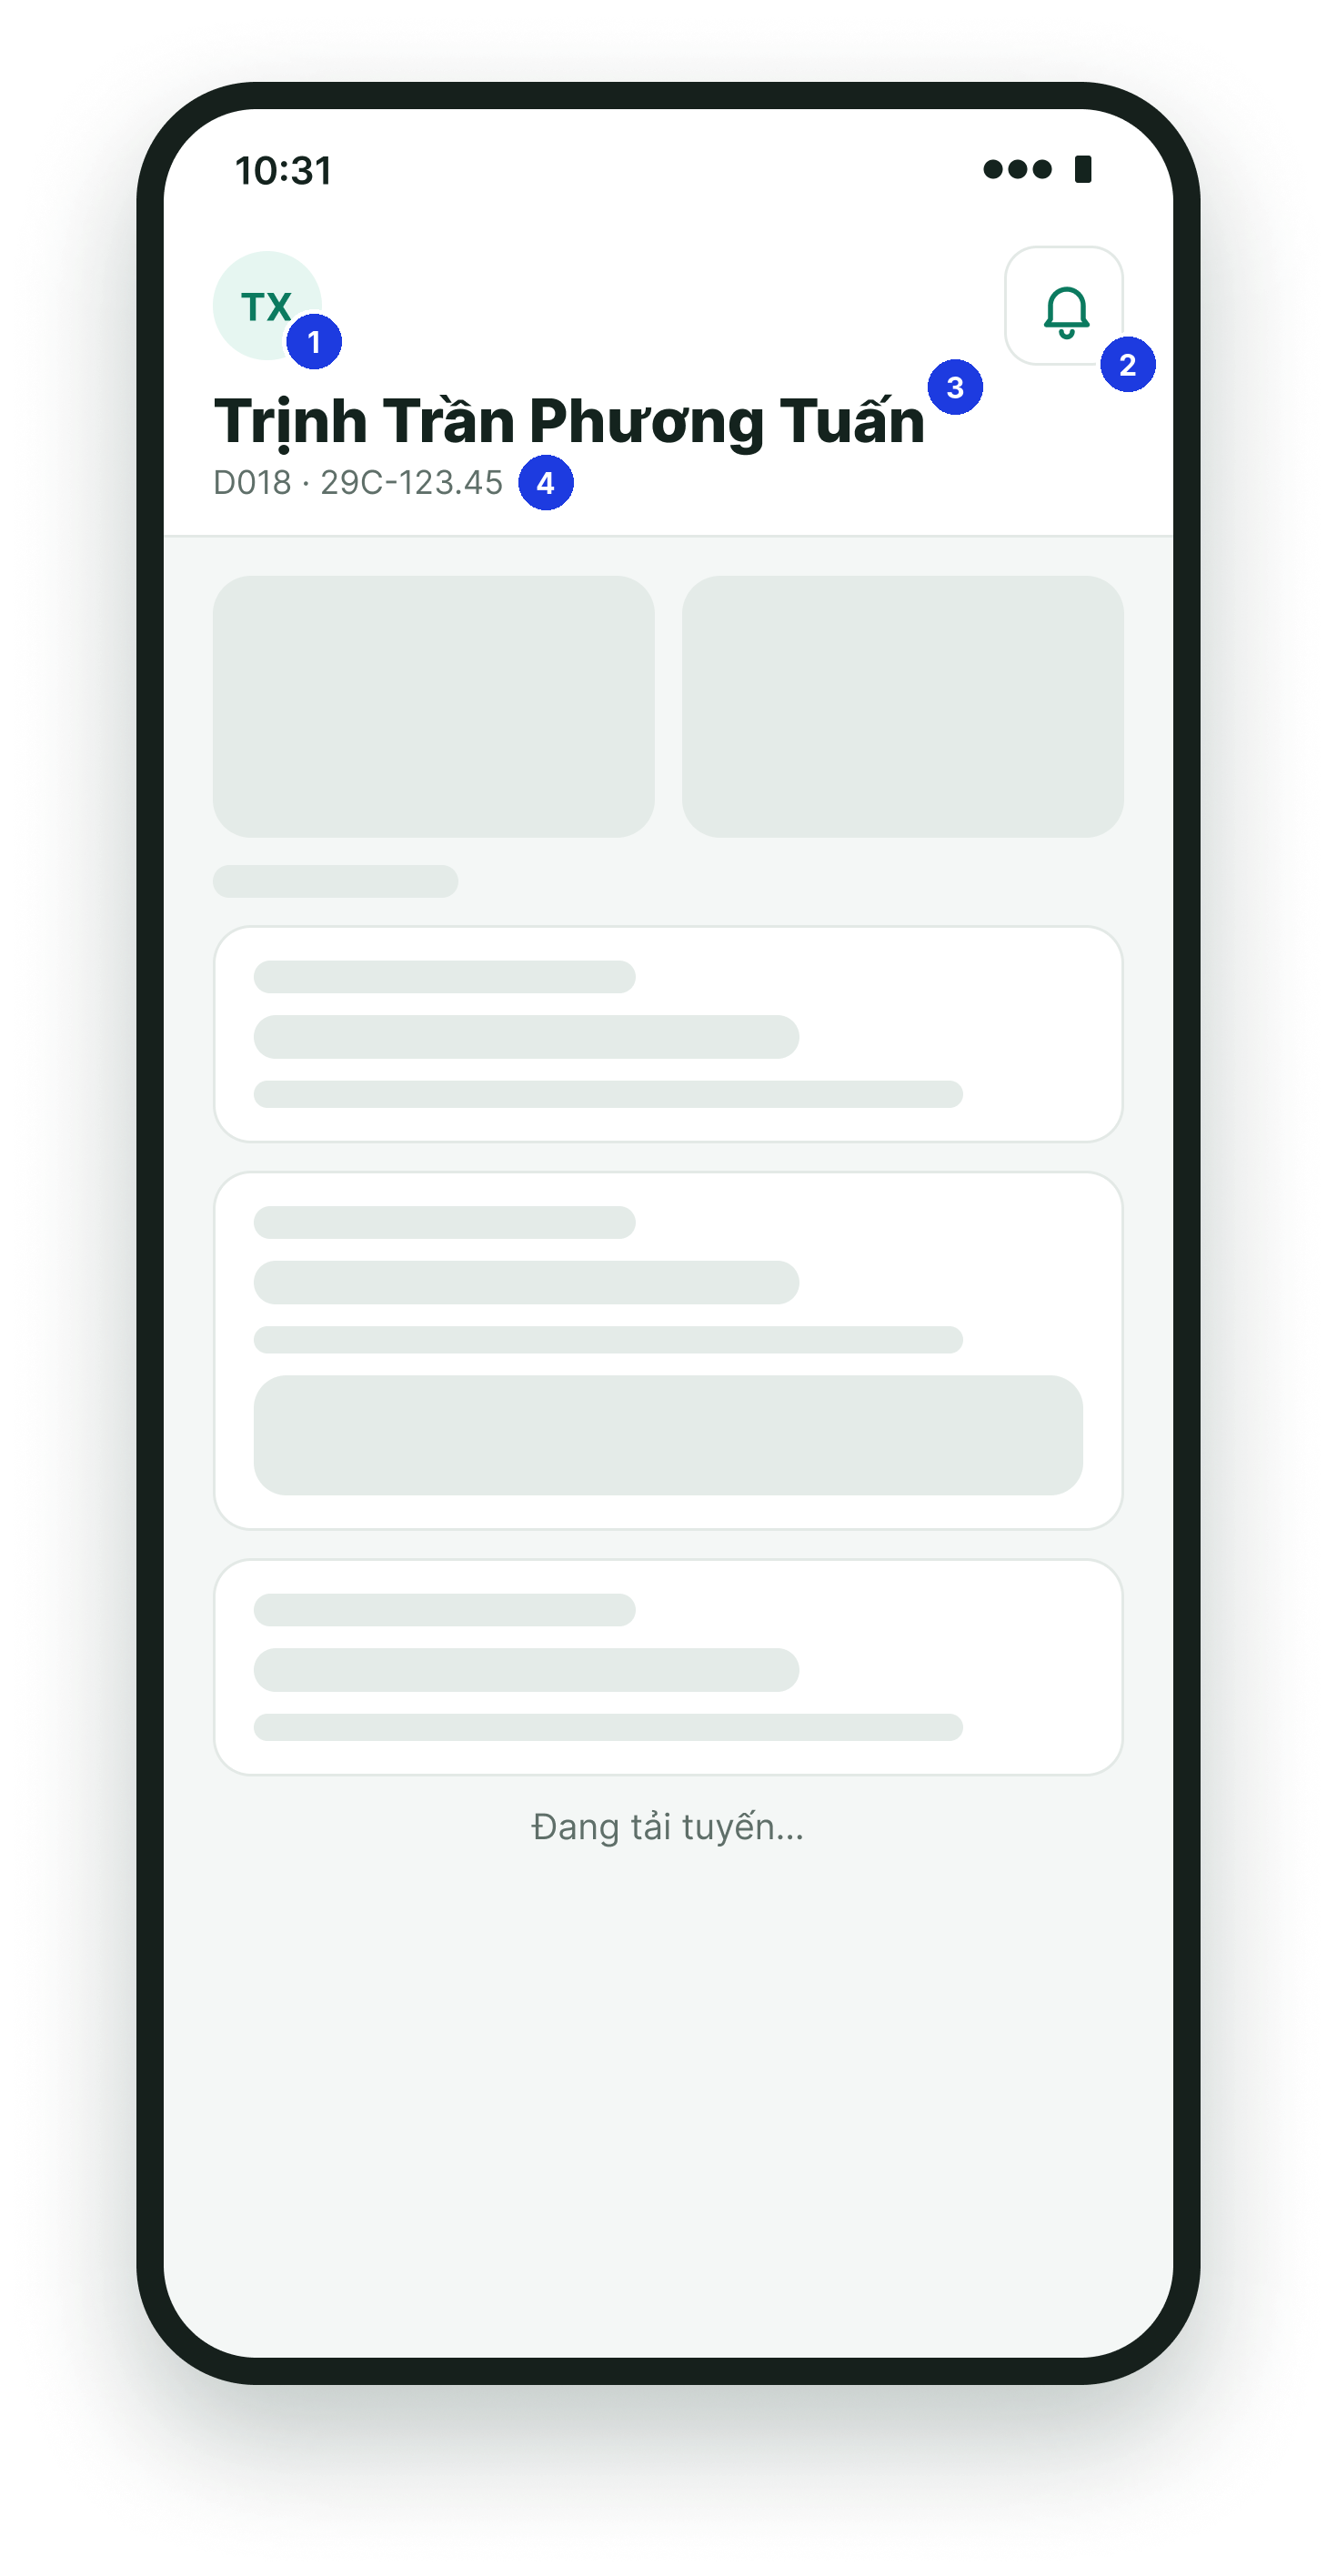 10:31
TX
1
2
3
Trịnh Trần Phương Tuấn
D018 · 29C-123.45
4
Đang tải tuyến...